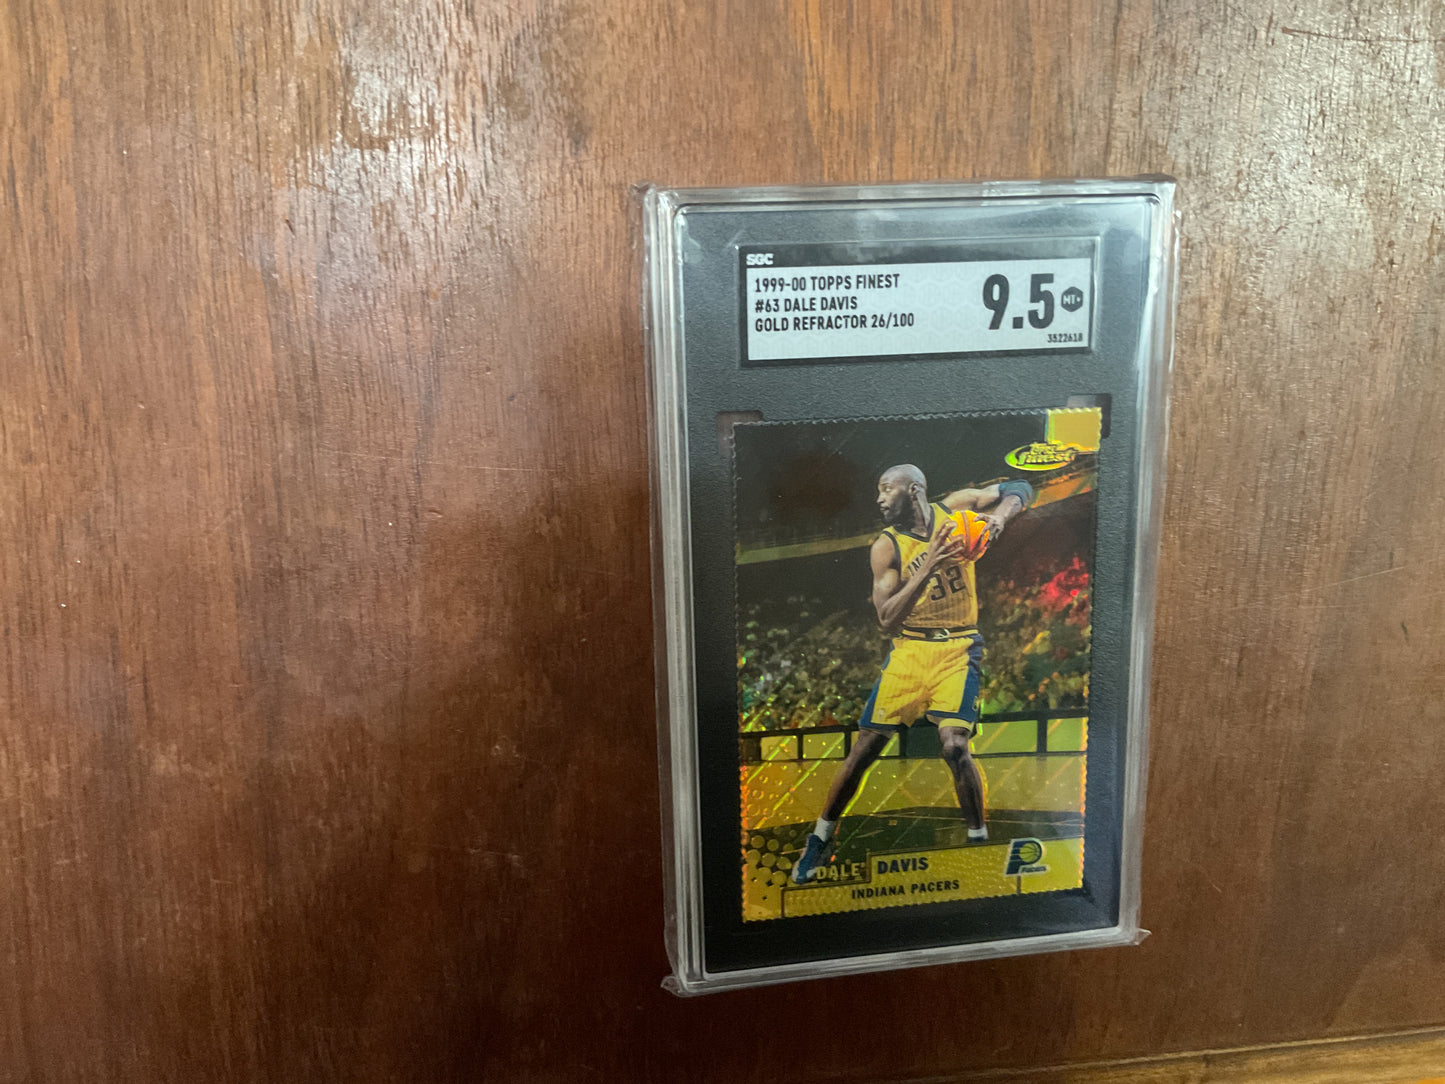 SGC
1999-00 TOPPS FINEST
#63 DALE DAVIS
GOLD REFRACTOR 26/100
9.5
MT+
3522618
Topps
Finest
32
DALE DAVIS
INDIANA PACERS
PACERS